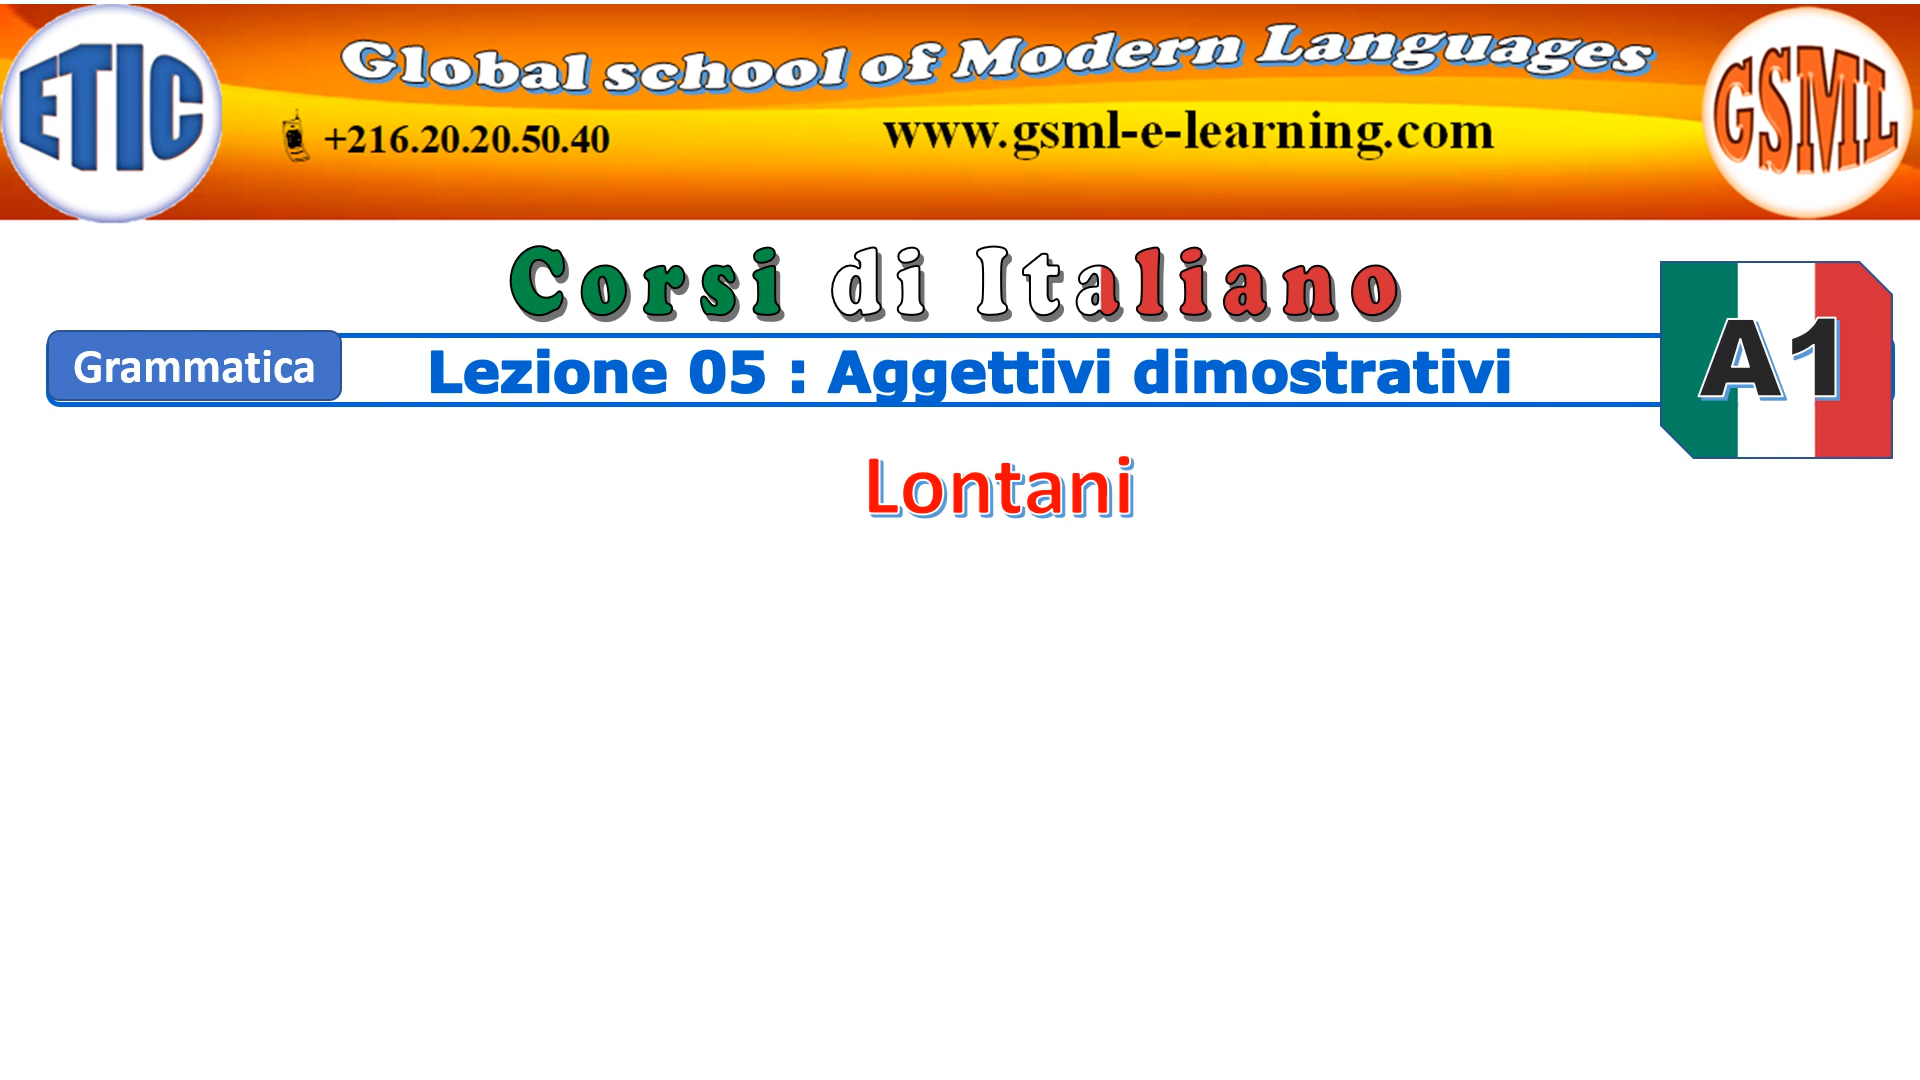 ETIC
Global school of Modern Languages
GSML
+216.20.20.50.40
www.gsml-e-learning.com
Corsi di Italiano
Grammatica
Lezione 05 : Aggettivi dimostrativi
A1
Lontani